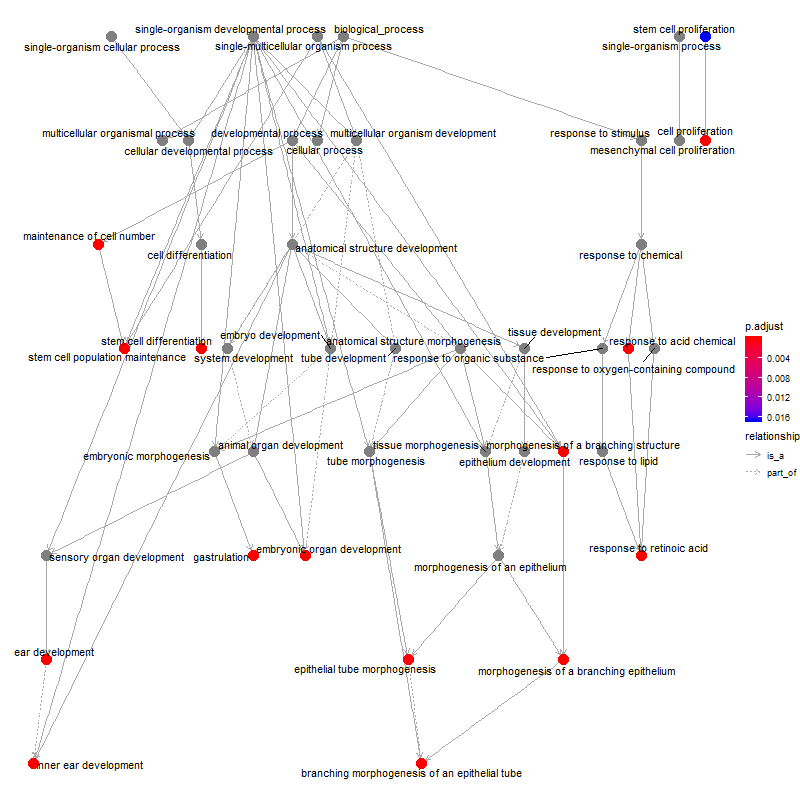 single-organism developmental process
biological_process
stem cell proliferation
single-organism cellular process
single-multicellular organism process
single-organism process
multicellular organismal process
developmental process
multicellular organism development
response to stimulus
cell proliferation
cellular developmental process
cellular process
mesenchymal cell proliferation
maintenance of cell number
cell differentiation
anatomical structure development
response to chemical
p.adjust
0.004
0.008
0.012
0.016
stem cell differentiation
embryo development
anatomical structure morphogenesis
tissue development
response to acid chemical
stem cell population maintenance
system development
tube development
response to organic substance
response to oxygen-containing compound
relationship
is_a
part_of
embryonic morphogenesis
animal organ development
tube morphogenesis
tissue morphogenesis
epithelium development
morphogenesis of a branching structure
response to lipid
sensory organ development
gastrulation
embryonic organ development
morphogenesis of an epithelium
response to retinoic acid
ear development
epithelial tube morphogenesis
morphogenesis of a branching epithelium
inner ear development
branching morphogenesis of an epithelial tube